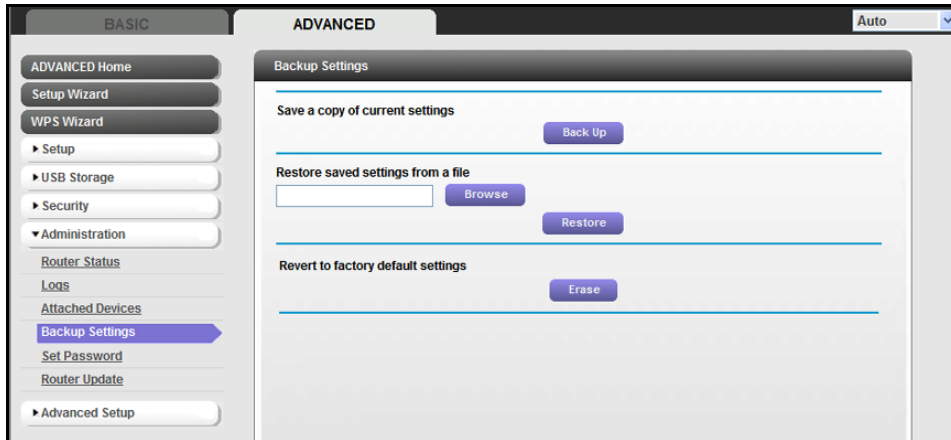 BASIC
ADVANCED
Auto
ADVANCED Home
Setup Wizard
WPS Wizard
Setup
USB Storage
Security
Administration
Router Status
Logs
Attached Devices
Backup Settings
Set Password
Router Update
Advanced Setup
Backup Settings
Save a copy of current settings
Back Up
Restore saved settings from a file
Browse
Restore
Revert to factory default settings
Erase